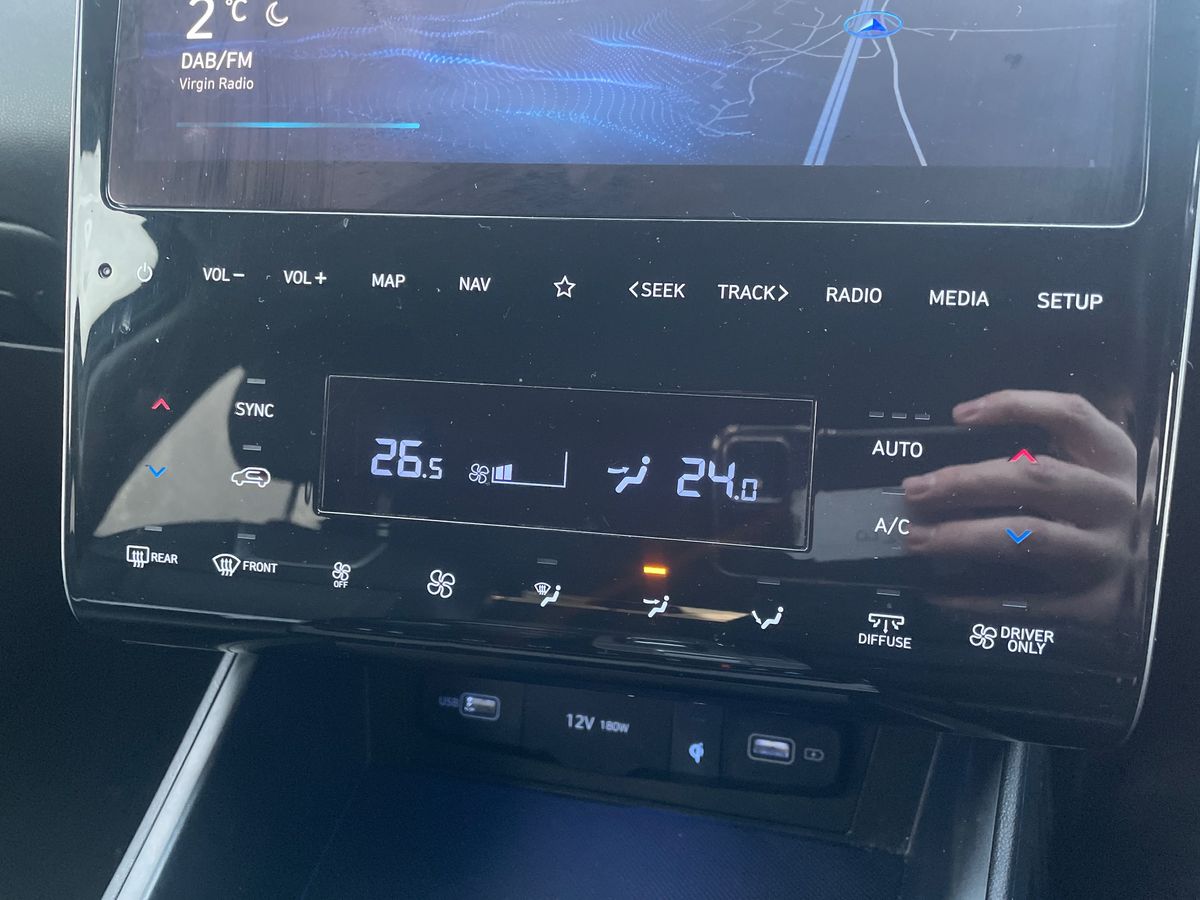 2°C
DAB/FM
Virgin Radio
VOL− VOL+ MAP NAV <SEEK TRACK> RADIO MEDIA SETUP
SYNC
AUTO
26.5 24.0
A/C
REAR FRONT OFF DIFFUSE DRIVER
ONLY
USB 12V 180W